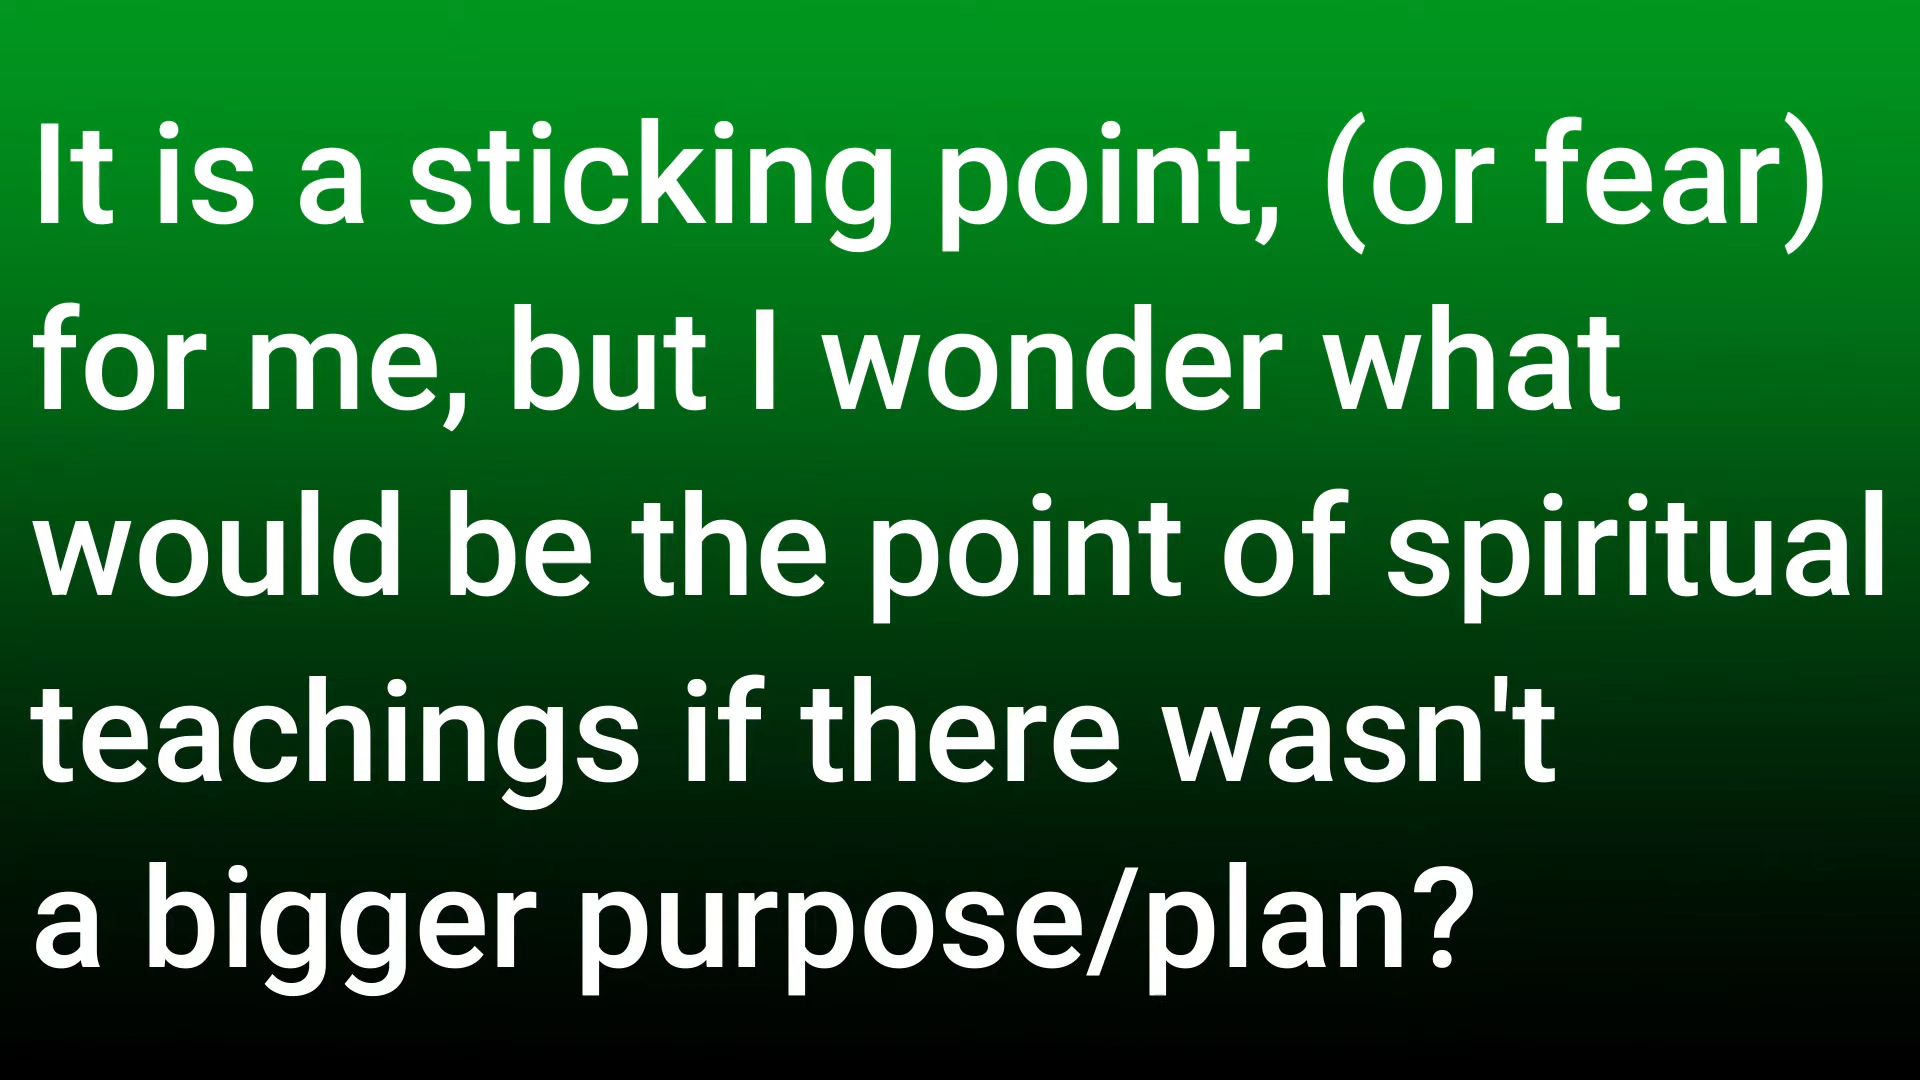 It is a sticking point, (or fear)
for me, but I wonder what
would be the point of spiritual
teachings if there wasn't
a bigger purpose/plan?